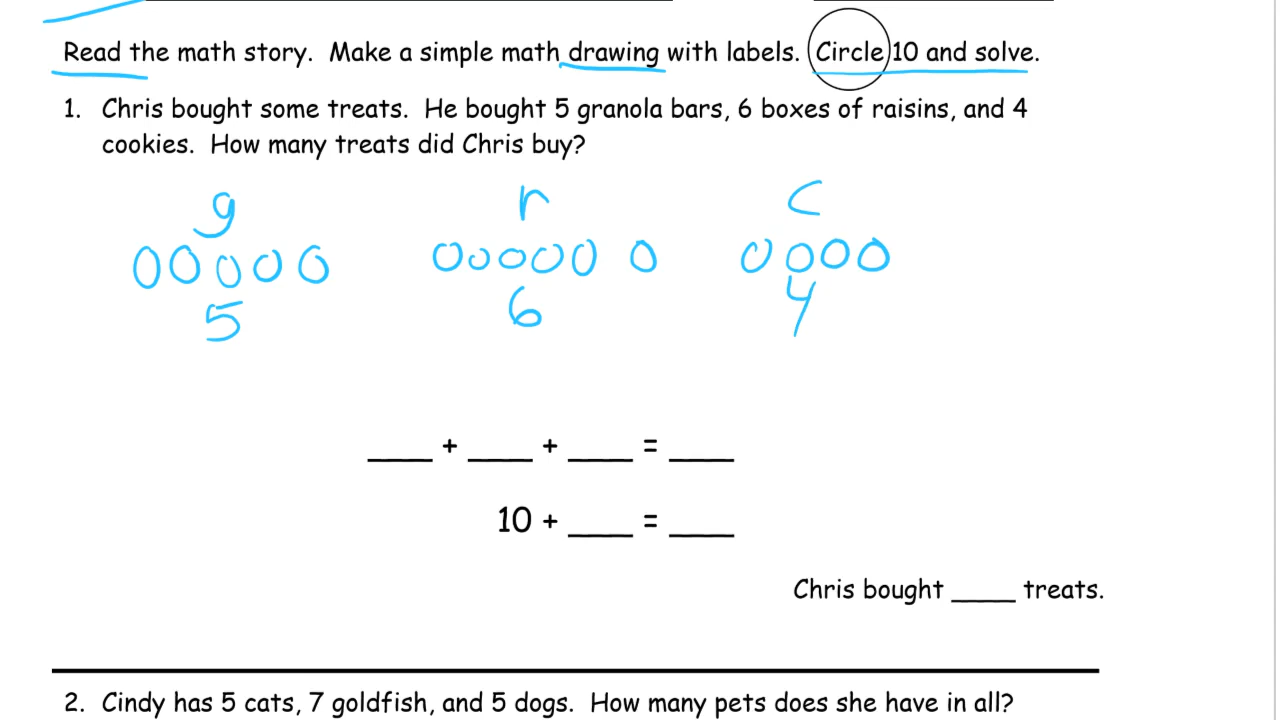 Read the math story. Make a simple math drawing with labels. Circle 10 and solve.
1. Chris bought some treats. He bought 5 granola bars, 6 boxes of raisins, and 4
cookies. How many treats did Chris buy?
g r c
5 6 4
____ + ____ + ____ = ____
10 + ____ = ____
Chris bought ____ treats.
2. Cindy has 5 cats, 7 goldfish, and 5 dogs. How many pets does she have in all?